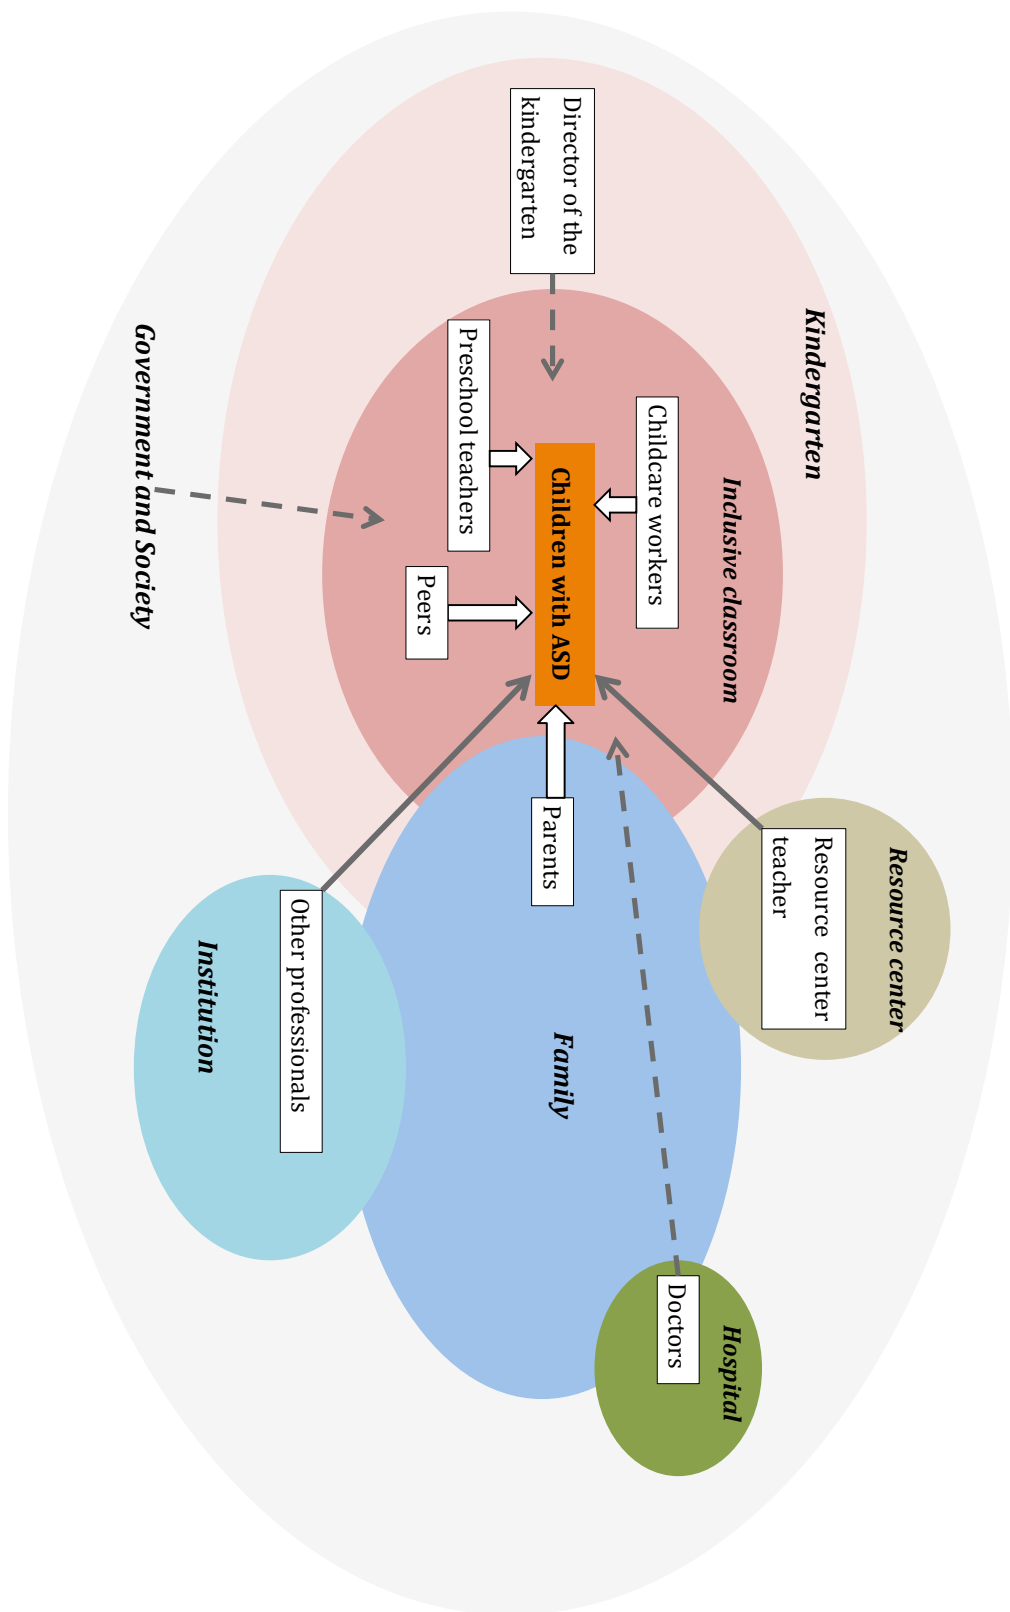 Kindergarten
Resource center
Inclusive classroom
Hospital
Director of the
kindergarten
Childcare workers
Resource center
teacher
Doctors
Children with ASD
Parents
Family
Preschool teachers
Peers
Other professionals
Institution
Government and Society